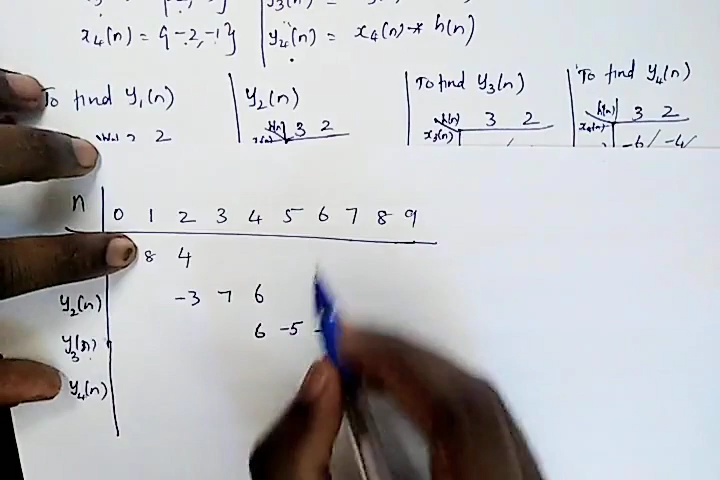 x4(n) = {-2,-1} y4(n) = x4(n) * h(n)
To find y1(n) y2(n) To find y3(n) To find y4(n)
2 h(n) 3 2 h(n) 3 2 h(n) 3 2
x3(n) x4(n) -6 / -4 /
n 0 1 2 3 4 5 6 7 8 9
8 4
y2(n) -3 7 6
y3(n) 6 -5
y4(n)